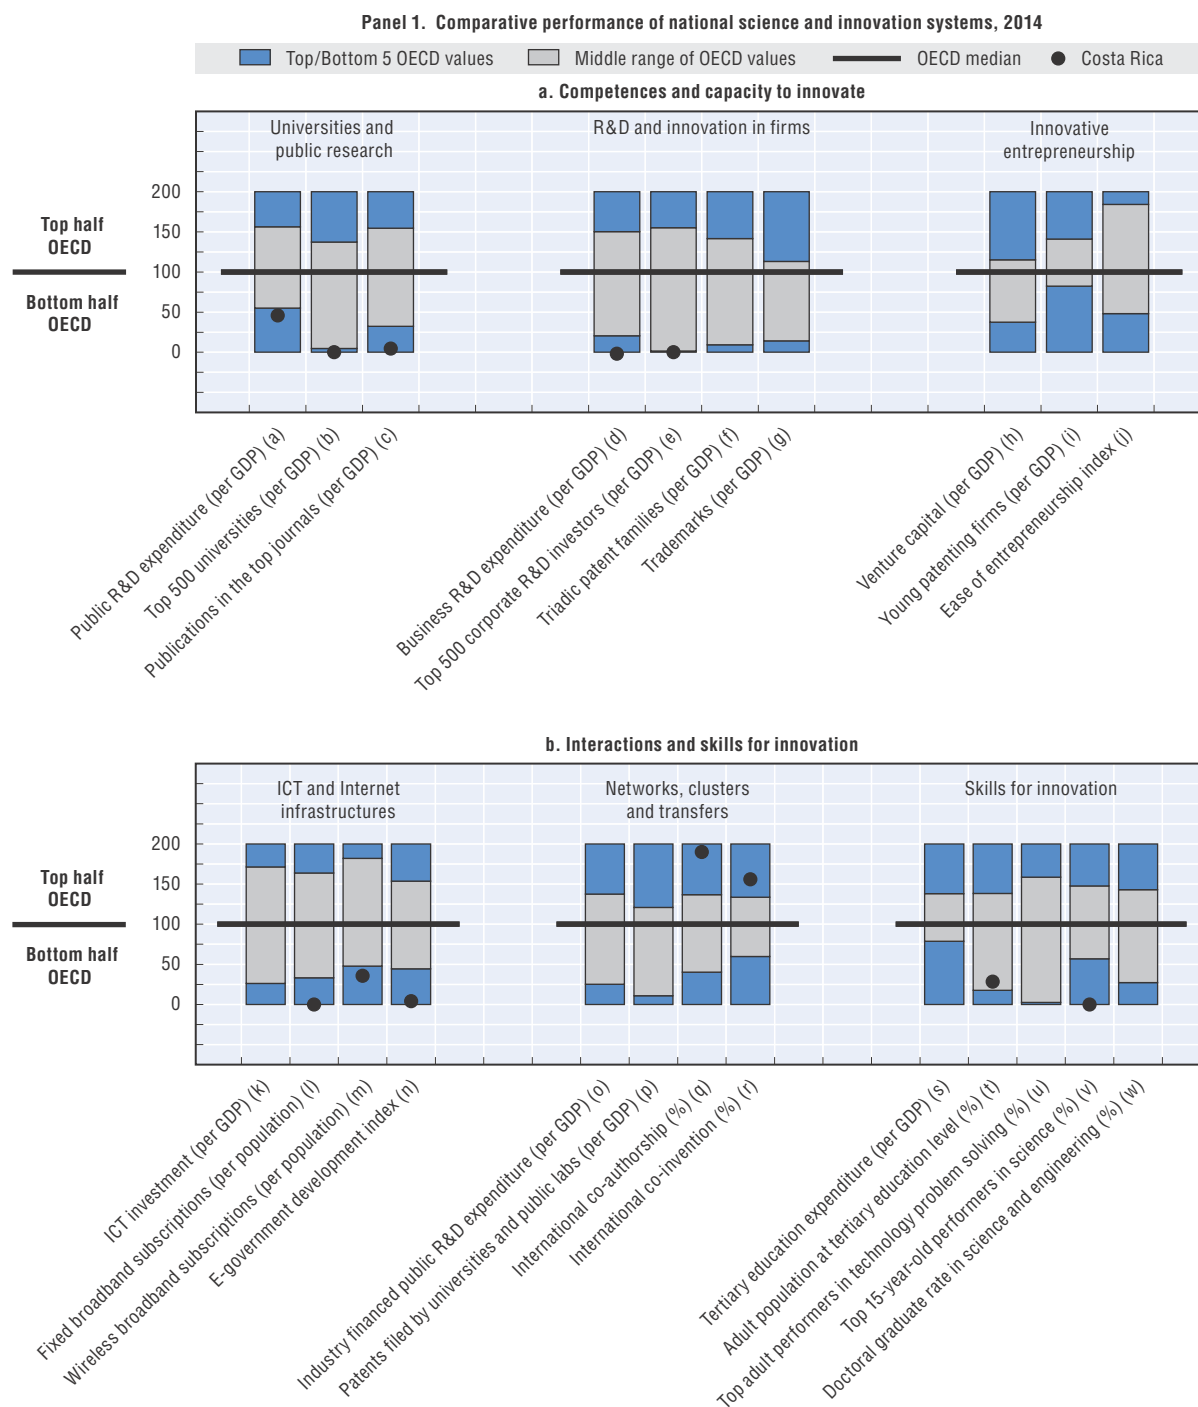 Panel 1. Comparative performance of national science and innovation systems, 2014
Top/Bottom 5 OECD values
Middle range of OECD values
OECD median
Costa Rica
a. Competences and capacity to innovate
Universities and
public research
R&D and innovation in firms
Innovative
entrepreneurship
200
150
100
50
0
Top half
OECD
Bottom half
OECD
Public R&D expenditure (per GDP) (a)
Top 500 universities (per GDP) (b)
Publications in the top journals (per GDP) (c)
Business R&D expenditure (per GDP) (d)
Top 500 corporate R&D investors (per GDP) (e)
Triadic patent families (per GDP) (f)
Trademarks (per GDP) (g)
Venture capital (per GDP) (h)
Young patenting firms (per GDP) (i)
Ease of entrepreneurship index (j)
b. Interactions and skills for innovation
ICT and Internet
infrastructures
Networks, clusters
and transfers
Skills for innovation
200
150
100
50
0
Top half
OECD
Bottom half
OECD
ICT investment (per GDP) (k)
Fixed broadband subscriptions (per population) (l)
Wireless broadband subscriptions (per population) (m)
E-government development index (n)
Industry financed public R&D expenditure (per GDP) (o)
Patents filed by universities and public labs (per GDP) (p)
International co-authorship (%) (q)
International co-invention (%) (r)
Tertiary education expenditure (per GDP) (s)
Adult population at tertiary education level (%) (t)
Top adult performers in technology problem solving (%) (u)
Top 15-year-old performers in science (%) (v)
Doctoral graduate rate in science and engineering (%) (w)